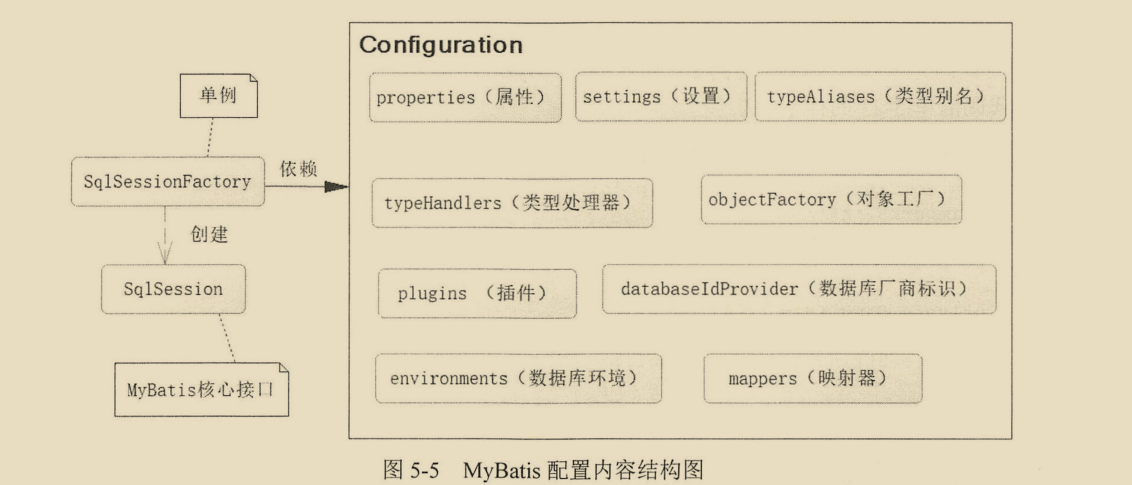 Configuration
单例
properties（属性）
settings（设置）
typeAliases（类型别名）
SqlSessionFactory
依赖
typeHandlers（类型处理器）
objectFactory（对象工厂）
创建
SqlSession
plugins （插件）
databaseIdProvider（数据库厂商标识）
MyBatis核心接口
environments（数据库环境）
mappers（映射器）
图 5-5 MyBatis 配置内容结构图